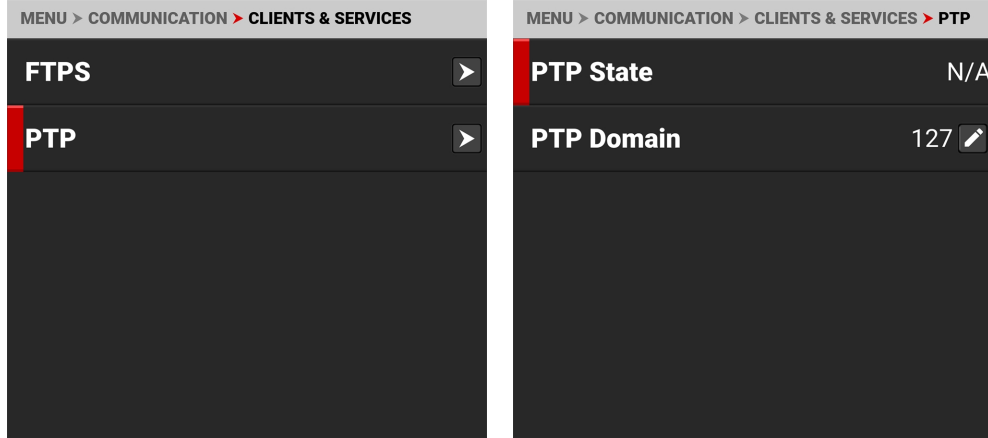 MENU > COMMUNICATION > CLIENTS & SERVICES
FTPS
PTP
MENU > COMMUNICATION > CLIENTS & SERVICES > PTP
PTP State N/A
PTP Domain 127